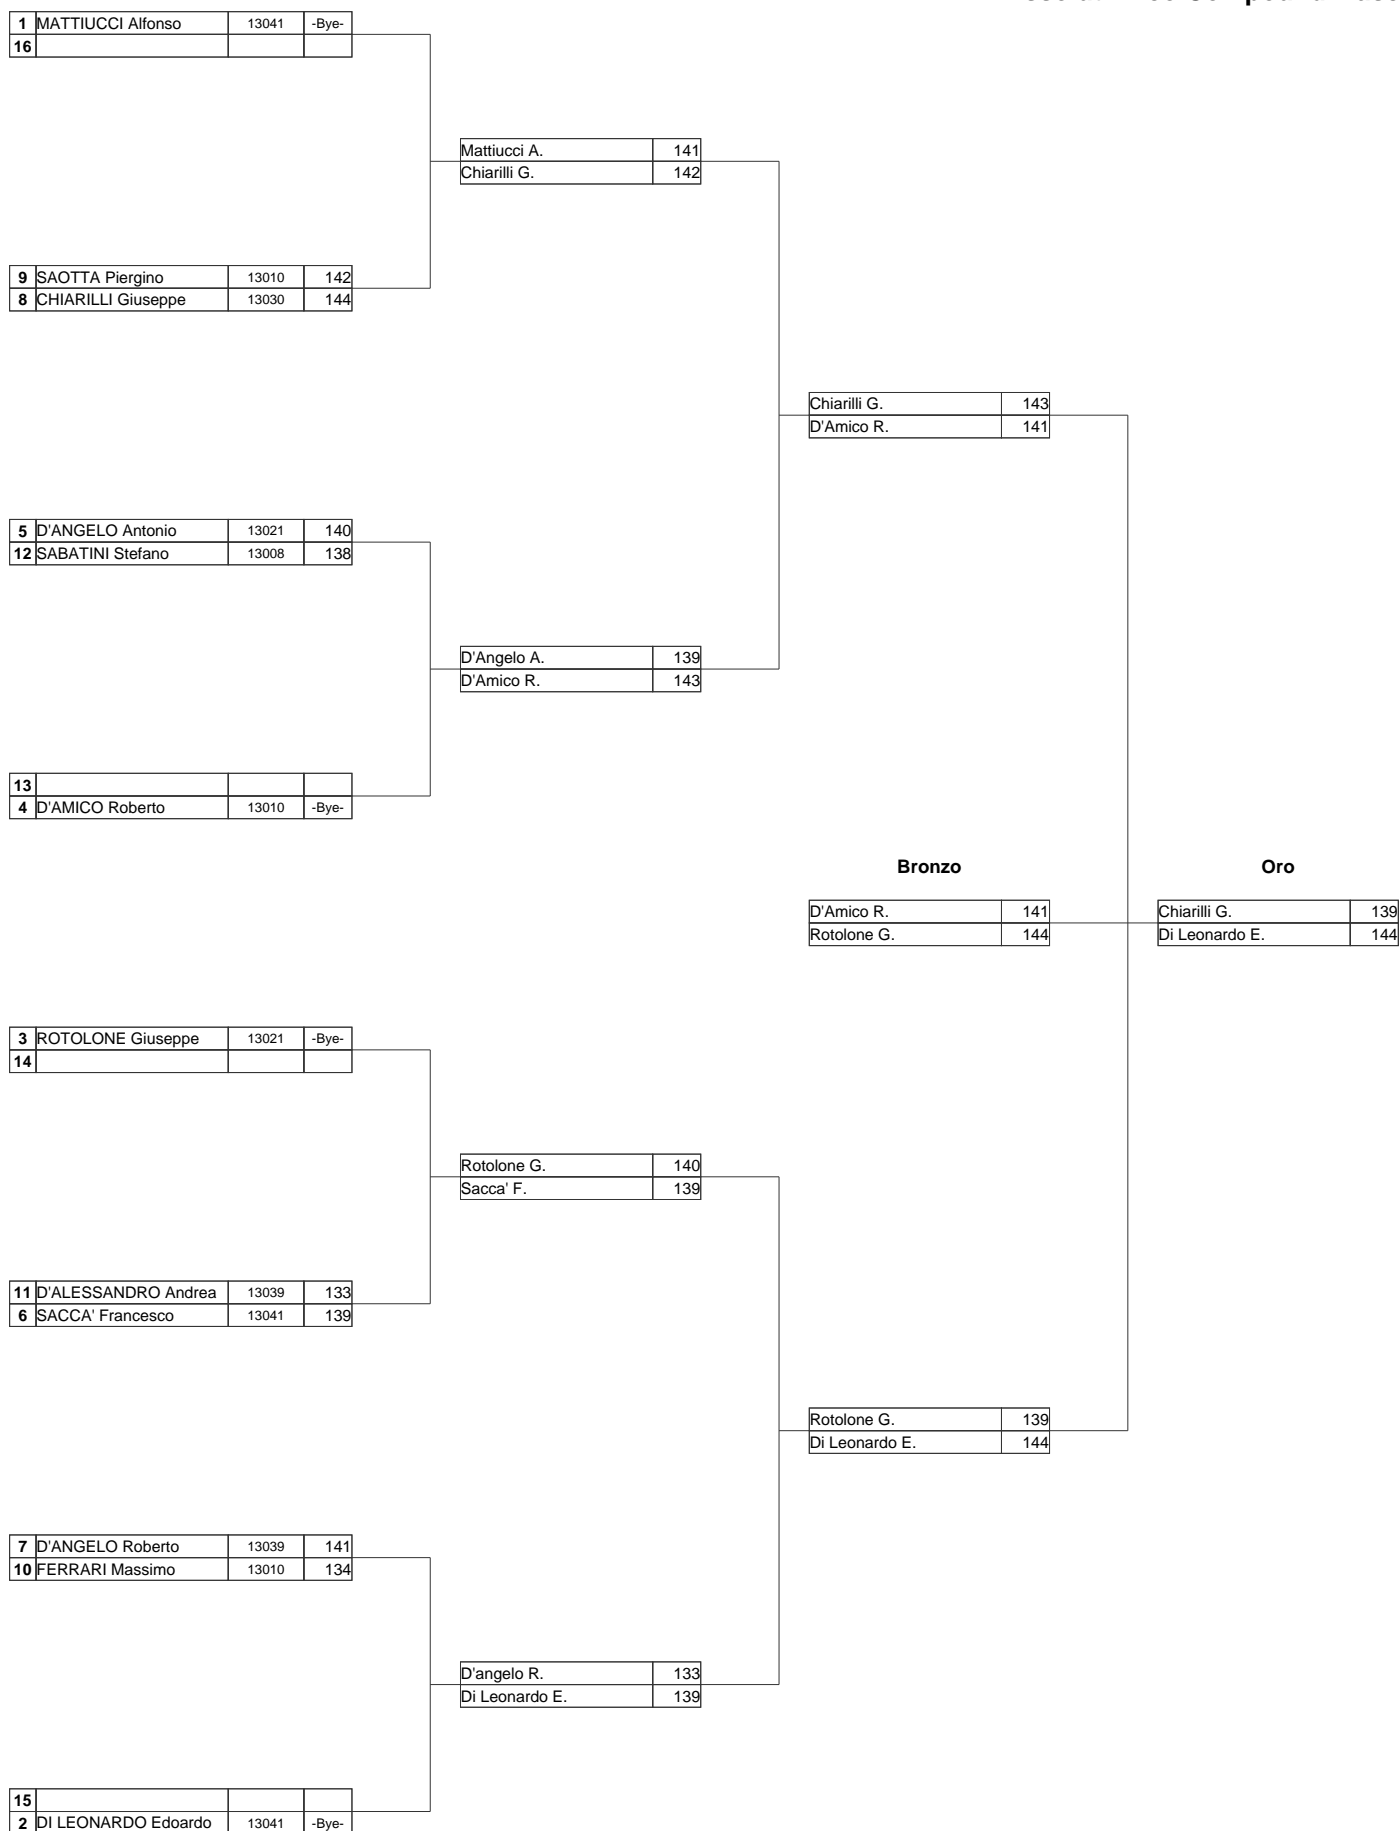 1 MATTIUCCI Alfonso 13041 -Bye-
16
Mattiucci A. 141
Chiarilli G. 142
9 SAOTTA Piergino 13010 142
8 CHIARILLI Giuseppe 13030 144
Chiarilli G. 143
D'Amico R. 141
5 D'ANGELO Antonio 13021 140
12 SABATINI Stefano 13008 138
D'Angelo A. 139
D'Amico R. 143
13
4 D'AMICO Roberto 13010 -Bye-
Bronzo Oro
D'Amico R. 141 Chiarilli G. 139
Rotolone G. 144 Di Leonardo E. 144
3 ROTOLONE Giuseppe 13021 -Bye-
14
Rotolone G. 140
Sacca' F. 139
11 D'ALESSANDRO Andrea 13039 133
6 SACCA' Francesco 13041 139
Rotolone G. 139
Di Leonardo E. 144
7 D'ANGELO Roberto 13039 141
10 FERRARI Massimo 13010 134
D'angelo R. 133
Di Leonardo E. 139
15
2 DI LEONARDO Edoardo 13041 -Bye-